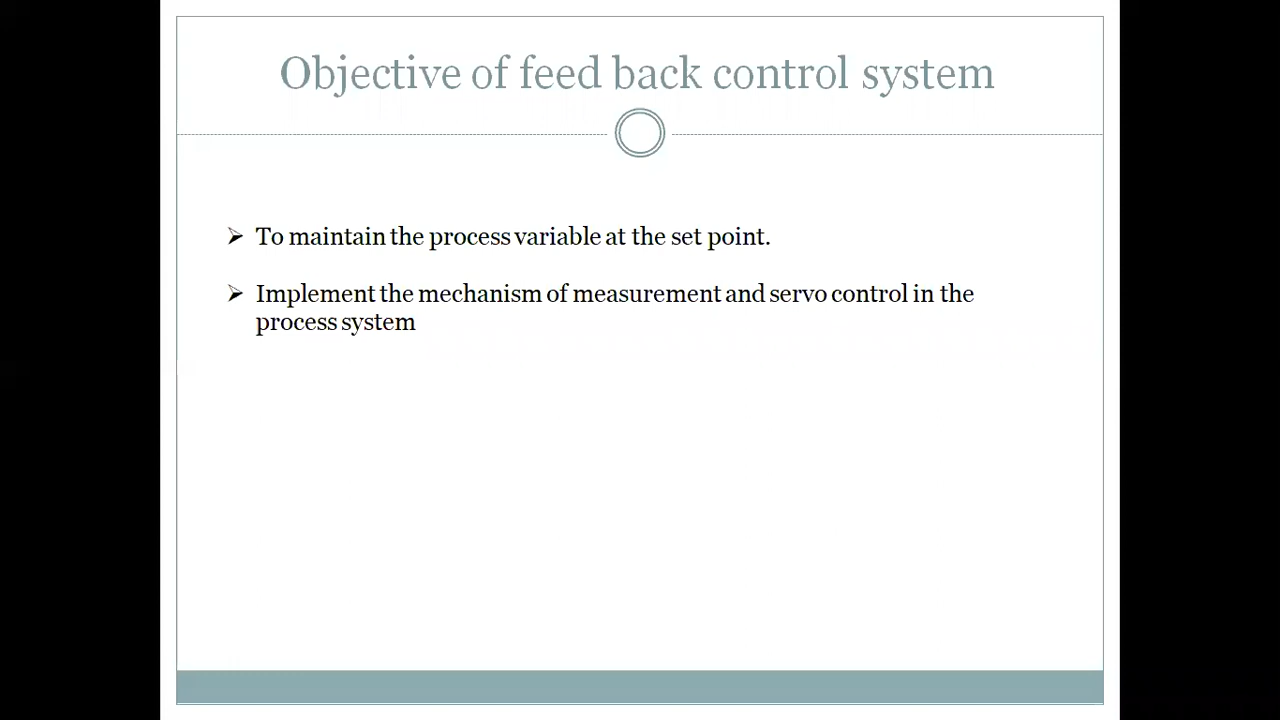 Objective of feed back control system
To maintain the process variable at the set point.
Implement the mechanism of measurement and servo control in the
process system